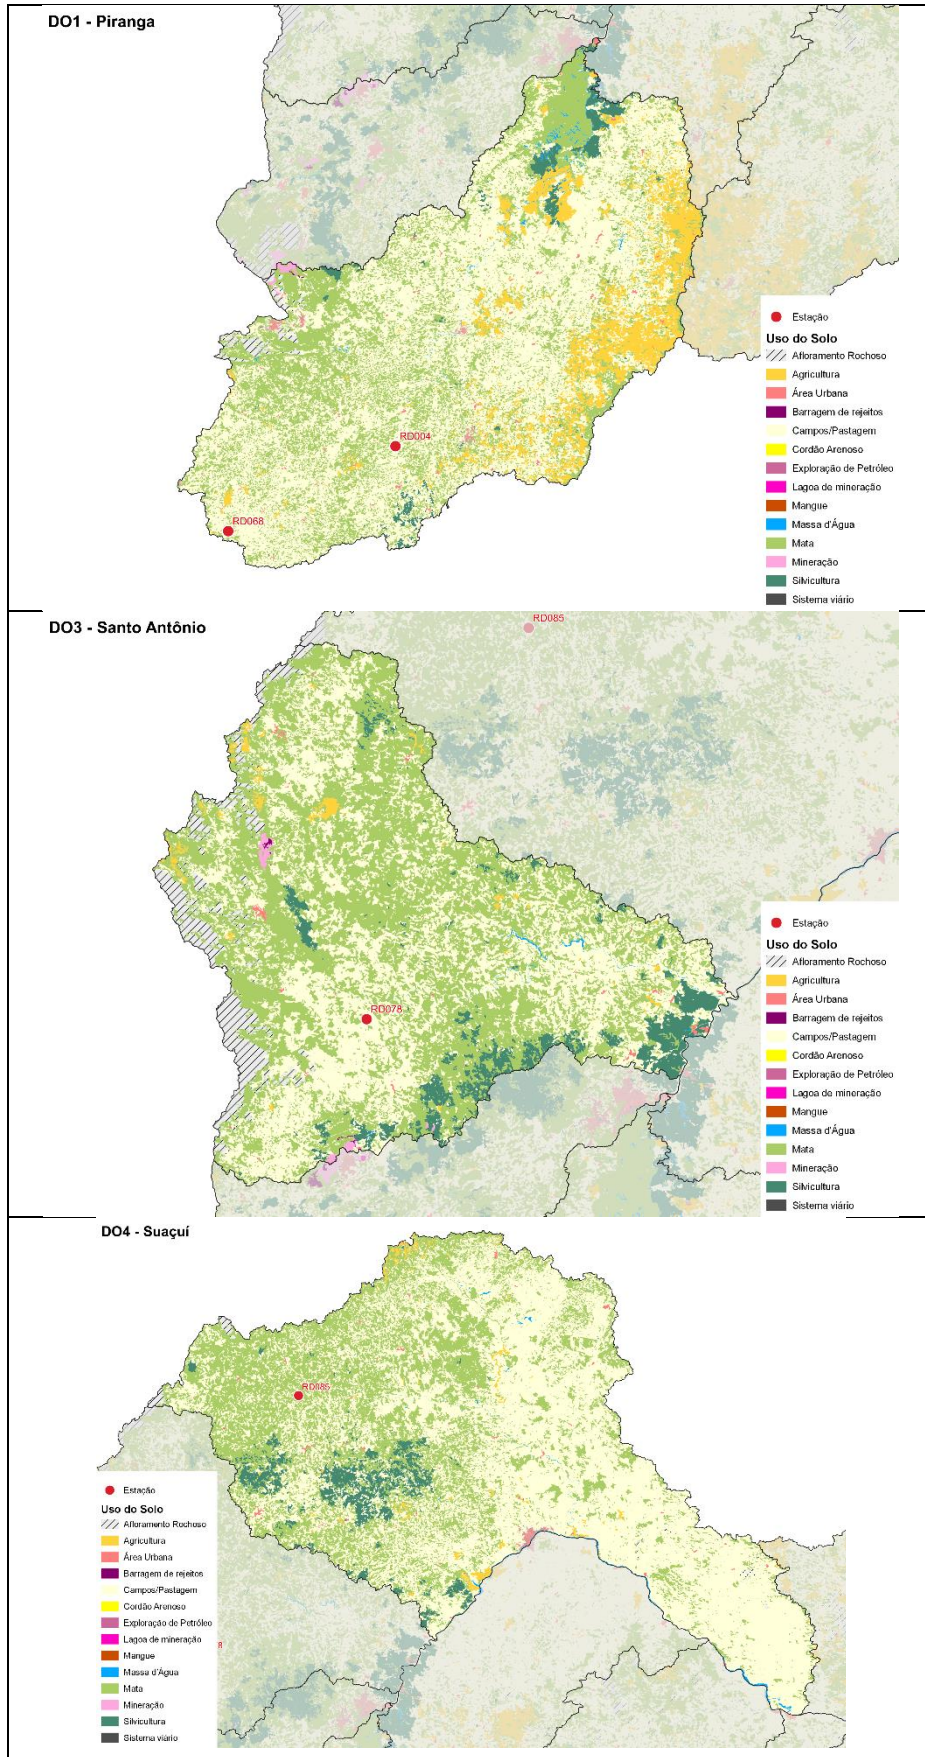 DO1 - Piranga
RD004
RD068
Estação
Uso do Solo
Afloramento Rochoso
Agricultura
Área Urbana
Barragem de rejeitos
Campos/Pastagem
Cordão Arenoso
Exploração de Petróleo
Lagoa de mineração
Mangue
Massa d'Água
Mata
Mineração
Silvicultura
Sistema viário
DO3 - Santo Antônio
RD085
RD078
Estação
Uso do Solo
Afloramento Rochoso
Agricultura
Área Urbana
Barragem de rejeitos
Campos/Pastagem
Cordão Arenoso
Exploração de Petróleo
Lagoa de mineração
Mangue
Massa d'Água
Mata
Mineração
Silvicultura
Sistema viário
DO4 - Suaçuí
RD085
Estação
Uso do Solo
Afloramento Rochoso
Agricultura
Área Urbana
Barragem de rejeitos
Campos/Pastagem
Cordão Arenoso
Exploração de Petróleo
Lagoa de mineração
Mangue
Massa d'Água
Mata
Mineração
Silvicultura
Sistema viário
8